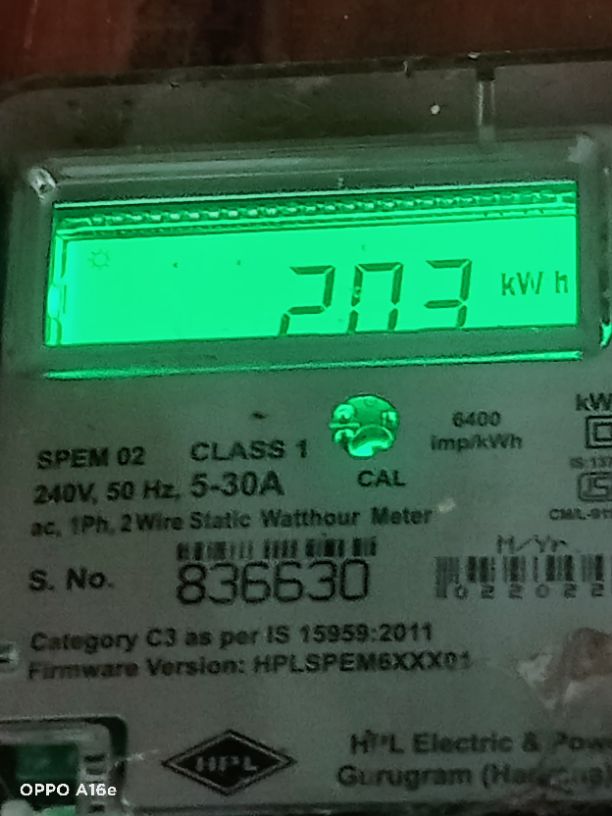 203 kWh
6400
imp/kWh
kW
SPEM 02 CLASS 1
240V, 50 Hz, 5-30A
CAL
ac, 1Ph, 2 Wire Static Watthour Meter
M/Yr.
S. No. 836630
022022
Category C3 as per IS 15959:2011
Firmware Version: HPLSPEM6XXX01
HPL
HPL Electric &
Gurugram
OPPO A16e